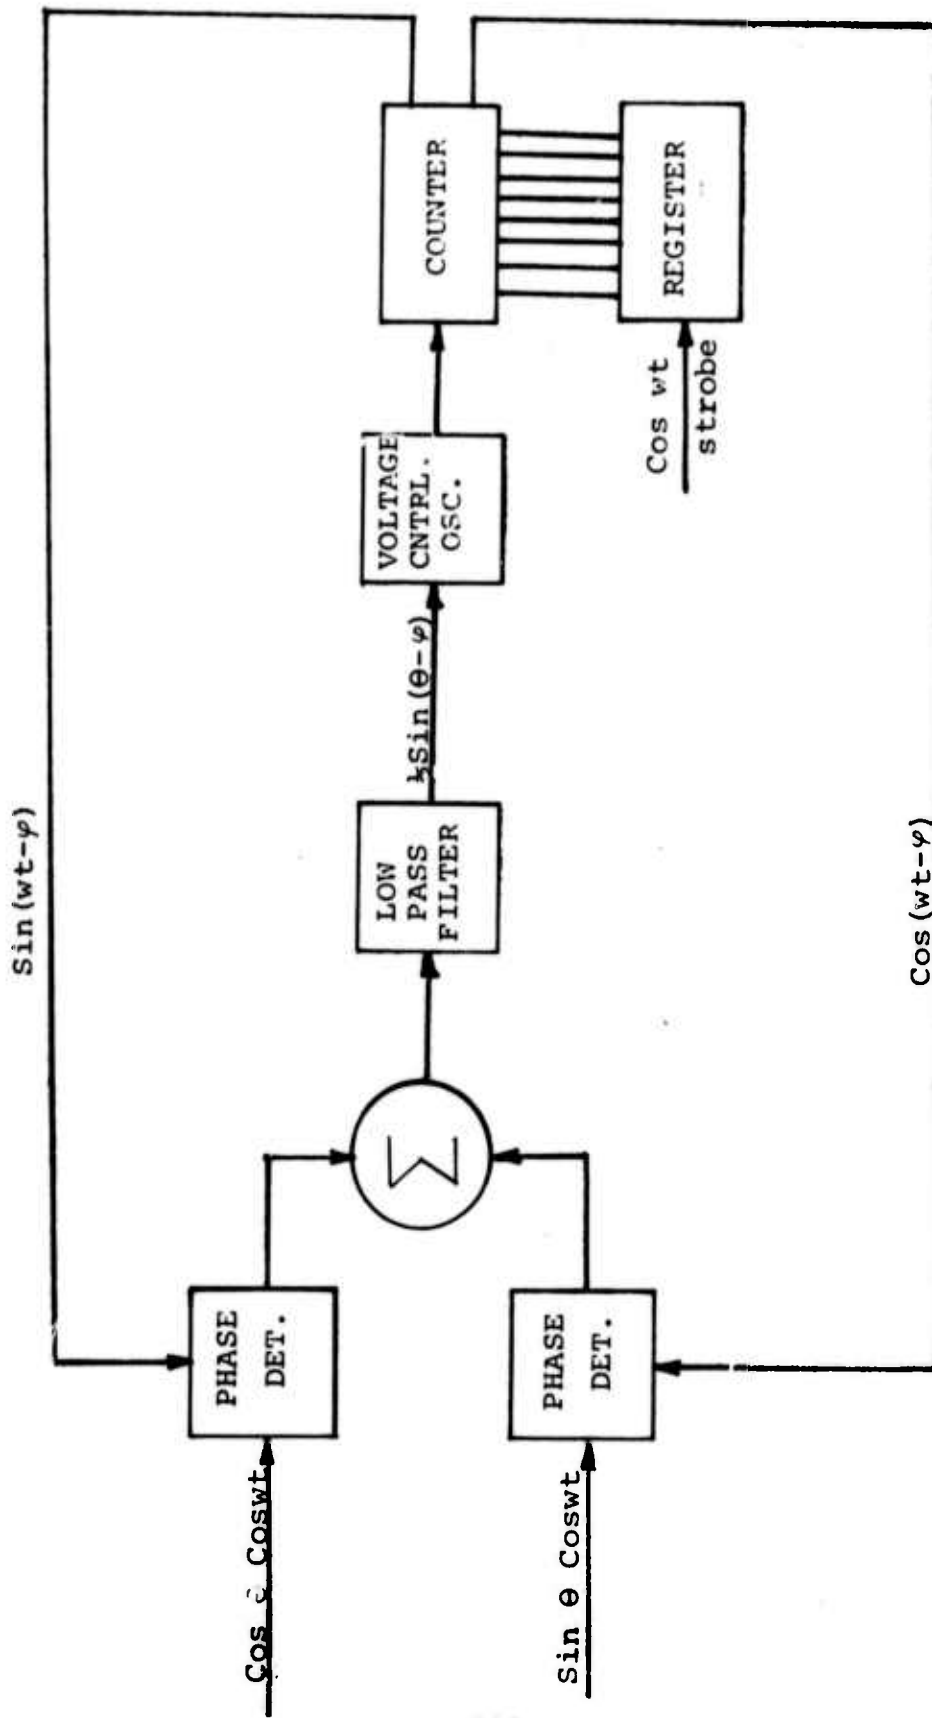 Sin(wt-φ)
COUNTER
REGISTER
Cos wt
strobe
VOLTAGE
CNTRL.
OSC.
½Sin(θ-φ)
LOW
PASS
FILTER
Σ
PHASE
DET.
PHASE
DET.
Cos Coswt
Sin θ Coswt
Cos(wt-φ)